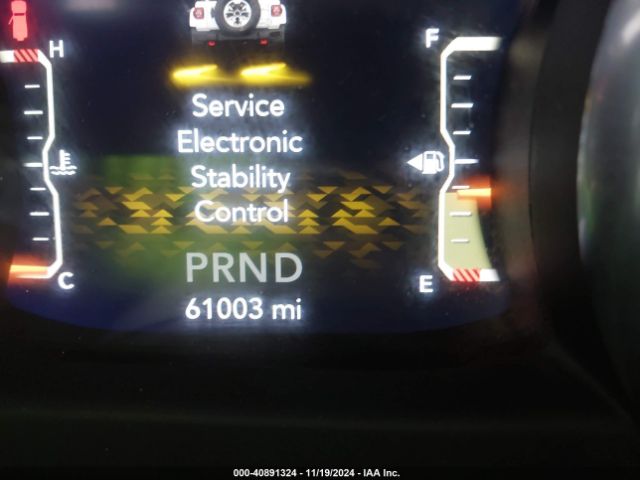 H
F
Service
Electronic
Stability
Control
C
PRND
E
61003 mi
000-40891324 - 11/19/2024 - IAA Inc.